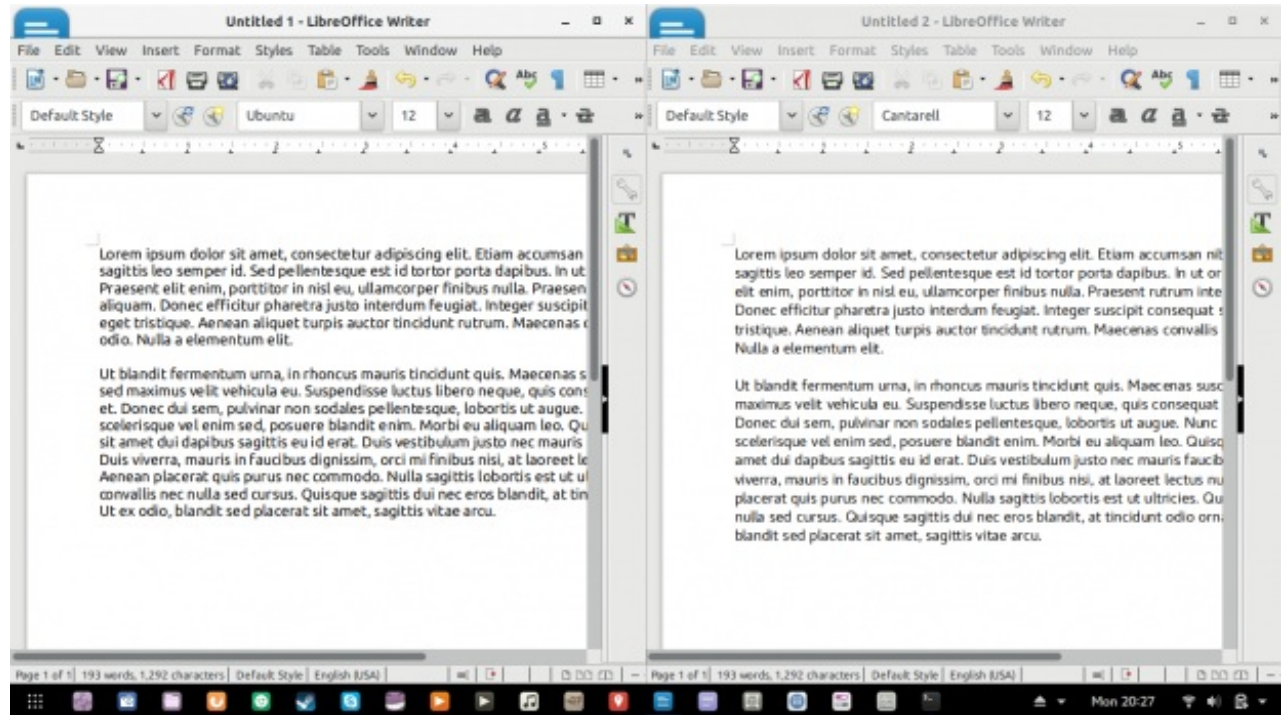 Untitled 1 - LibreOffice Writer
File Edit View Insert Format Styles Table Tools Window Help
Default Style Ubuntu 12
Lorem ipsum dolor sit amet, consectetur adipiscing elit. Etiam accumsan
sagittis leo semper id. Sed pellentesque est id tortor porta dapibus. In ut
Praesent elit enim, porttitor in nisl eu, ullamcorper finibus nulla. Praesen
aliquam. Donec efficitur pharetra justo interdum feugiat. Integer suscipit
eget tristique. Aenean aliquet turpis auctor tincidunt rutrum. Maecenas c
odio. Nulla a elementum elit.
Ut blandit fermentum urna, in rhoncus mauris tincidunt quis. Maecenas s
sed maximus velit vehicula eu. Suspendisse luctus libero neque, quis cons
et. Donec dui sem, pulvinar non sodales pellentesque, lobortis ut augue.
scelerisque vel enim sed, posuere blandit enim. Morbi eu aliquam leo. Qu
sit amet dui dapibus sagittis eu id erat. Duis vestibulum justo nec mauris
Duis viverra, mauris in faucibus dignissim, orci mi finibus nisi, at laoreet le
Aenean placerat quis purus nec commodo. Nulla sagittis lobortis est ut ul
convallis nec nulla sed cursus. Quisque sagittis dui nec eros blandit, at tin
Ut ex odio, blandit sed placerat sit amet, sagittis vitae arcu.
Page 1 of 1 193 words, 1,292 characters Default Style English (USA)
Untitled 2 - LibreOffice Writer
File Edit View Insert Format Styles Table Tools Window Help
Default Style Cantarell 12
Lorem ipsum dolor sit amet, consectetur adipiscing elit. Etiam accumsan nit
sagittis leo semper id. Sed pellentesque est id tortor porta dapibus. In ut or
elit enim, porttitor in nisl eu, ullamcorper finibus nulla. Praesent rutrum inte
Donec efficitur pharetra justo interdum feugiat. Integer suscipit consequat s
tristique. Aenean aliquet turpis auctor tincidunt rutrum. Maecenas convallis
Nulla a elementum elit.
Ut blandit fermentum urna, in rhoncus mauris tincidunt quis. Maecenas susc
maximus velit vehicula eu. Suspendisse luctus libero neque, quis consequat
Donec dui sem, pulvinar non sodales pellentesque, lobortis ut augue. Nunc
scelerisque vel enim sed, posuere blandit enim. Morbi eu aliquam leo. Quisq
amet dui dapibus sagittis eu id erat. Duis vestibulum justo nec mauris faucib
viverra, mauris in faucibus dignissim, orci mi finibus nisi, at laoreet lectus nu
placerat quis purus nec commodo. Nulla sagittis lobortis est ut ultricies. Qu
nulla sed cursus. Quisque sagittis dui nec eros blandit, at tincidunt odio orn
blandit sed placerat sit amet, sagittis vitae arcu.
Page 1 of 1 193 words, 1,292 characters Default Style English (USA)
Mon 20:27